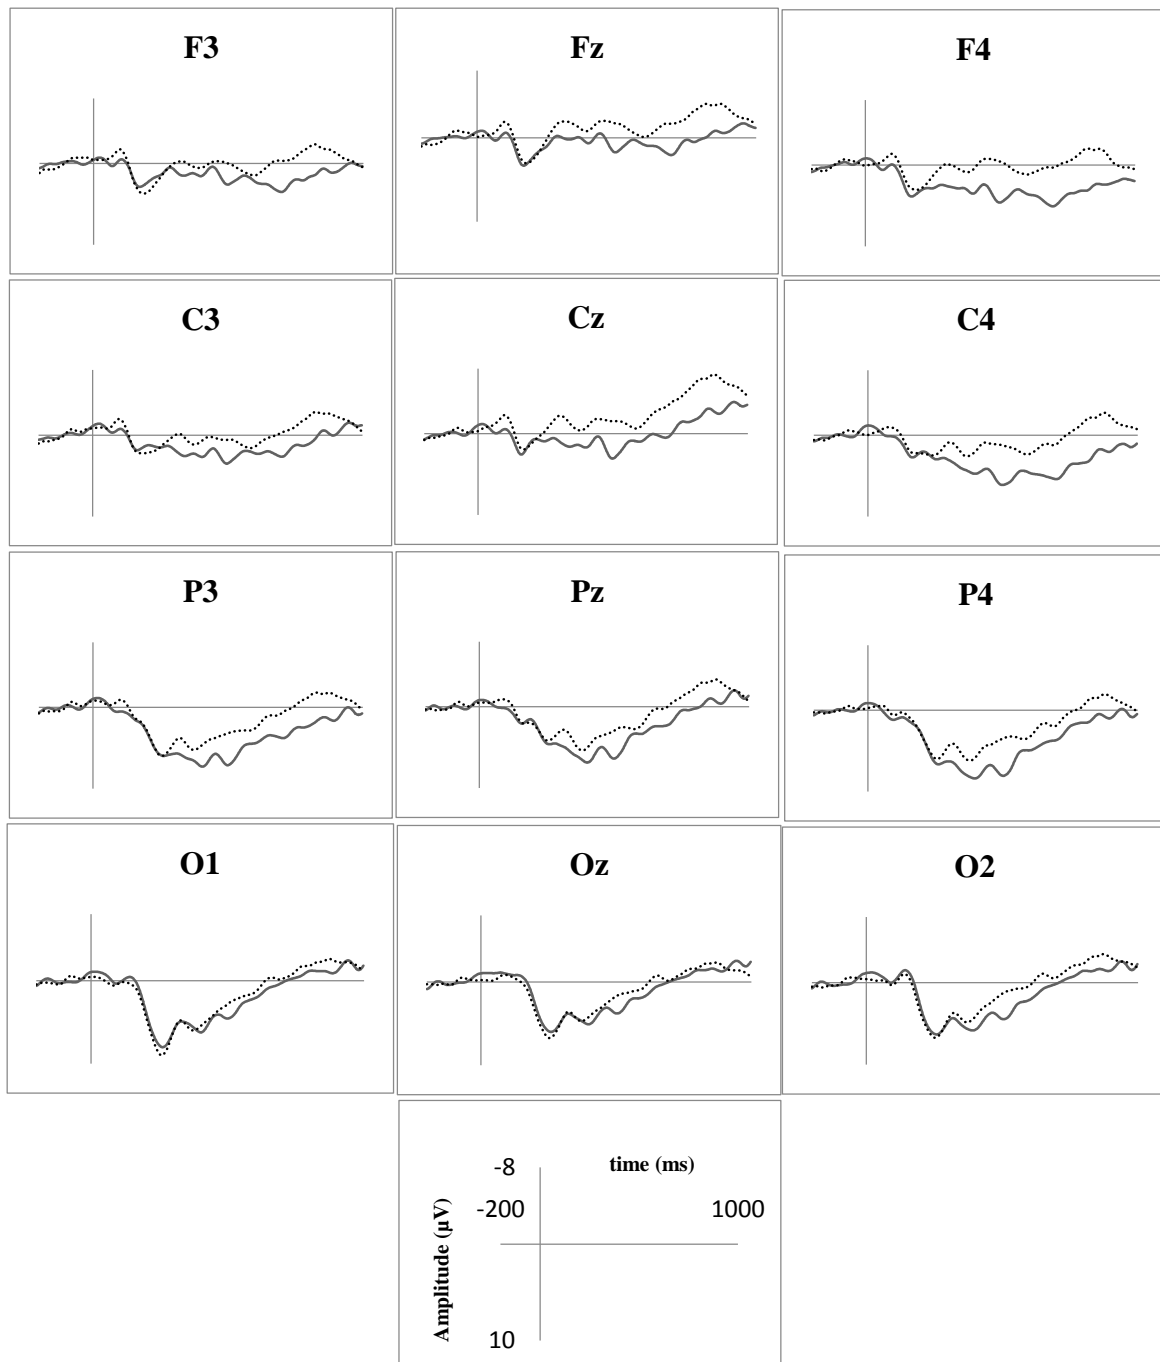 F3
Fz
F4
C3
Cz
C4
P3
Pz
P4
O1
Oz
O2
-8
time (ms)
-200
1000
Amplitude (µV)
10